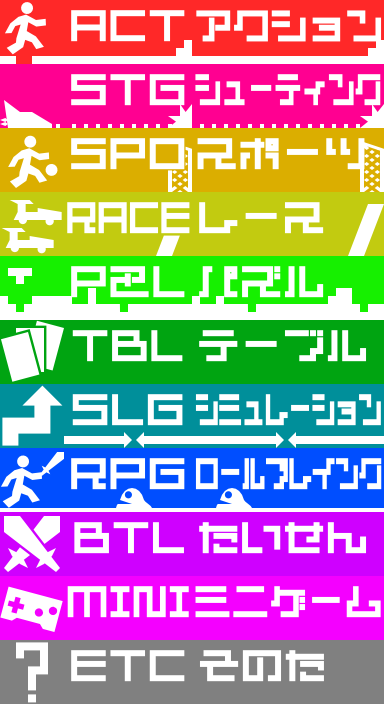 ACT アクション
STG シューティング
SPO スポーツ
RACE レース
PZL パズル
TBL テーブル
SLG シミュレーション
RPG ロールプレイング
BTL たいせん
MINI ミニゲーム
ETC そのた
?